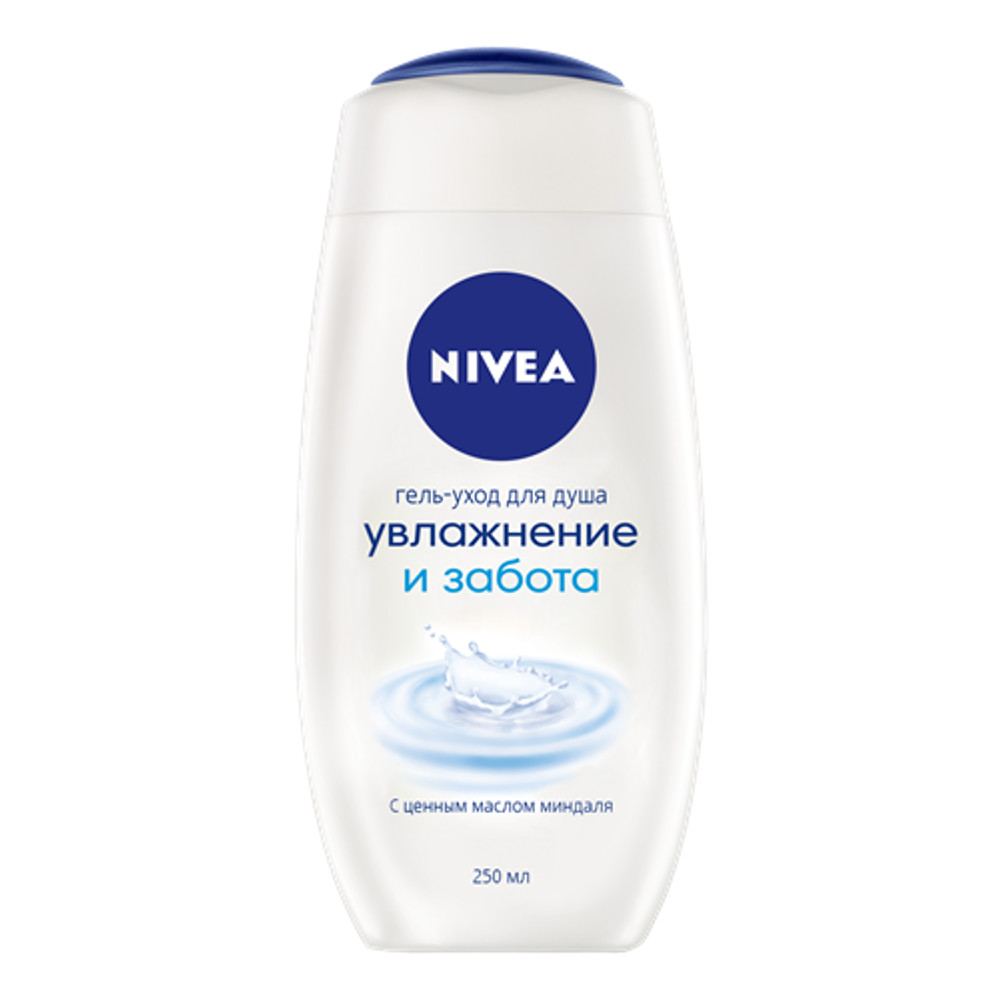 NIVEA
гель-уход для душа
увлажнение
и забота
С ценным маслом миндаля
250 мл